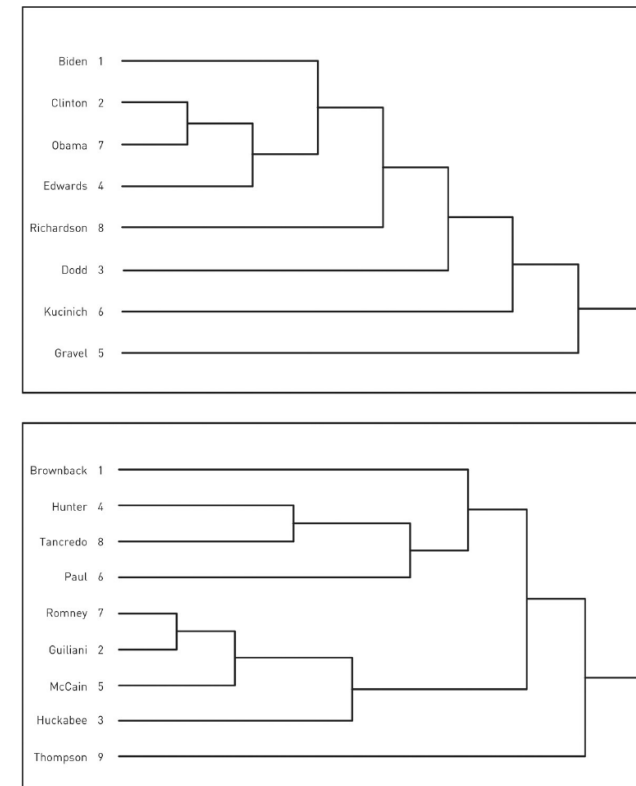 Biden 1
Clinton 2
Obama 7
Edwards 4
Richardson 8
Dodd 3
Kucinich 6
Gravel 5
Brownback 1
Hunter 4
Tancredo 8
Paul 6
Romney 7
Guiliani 2
McCain 5
Huckabee 3
Thompson 9